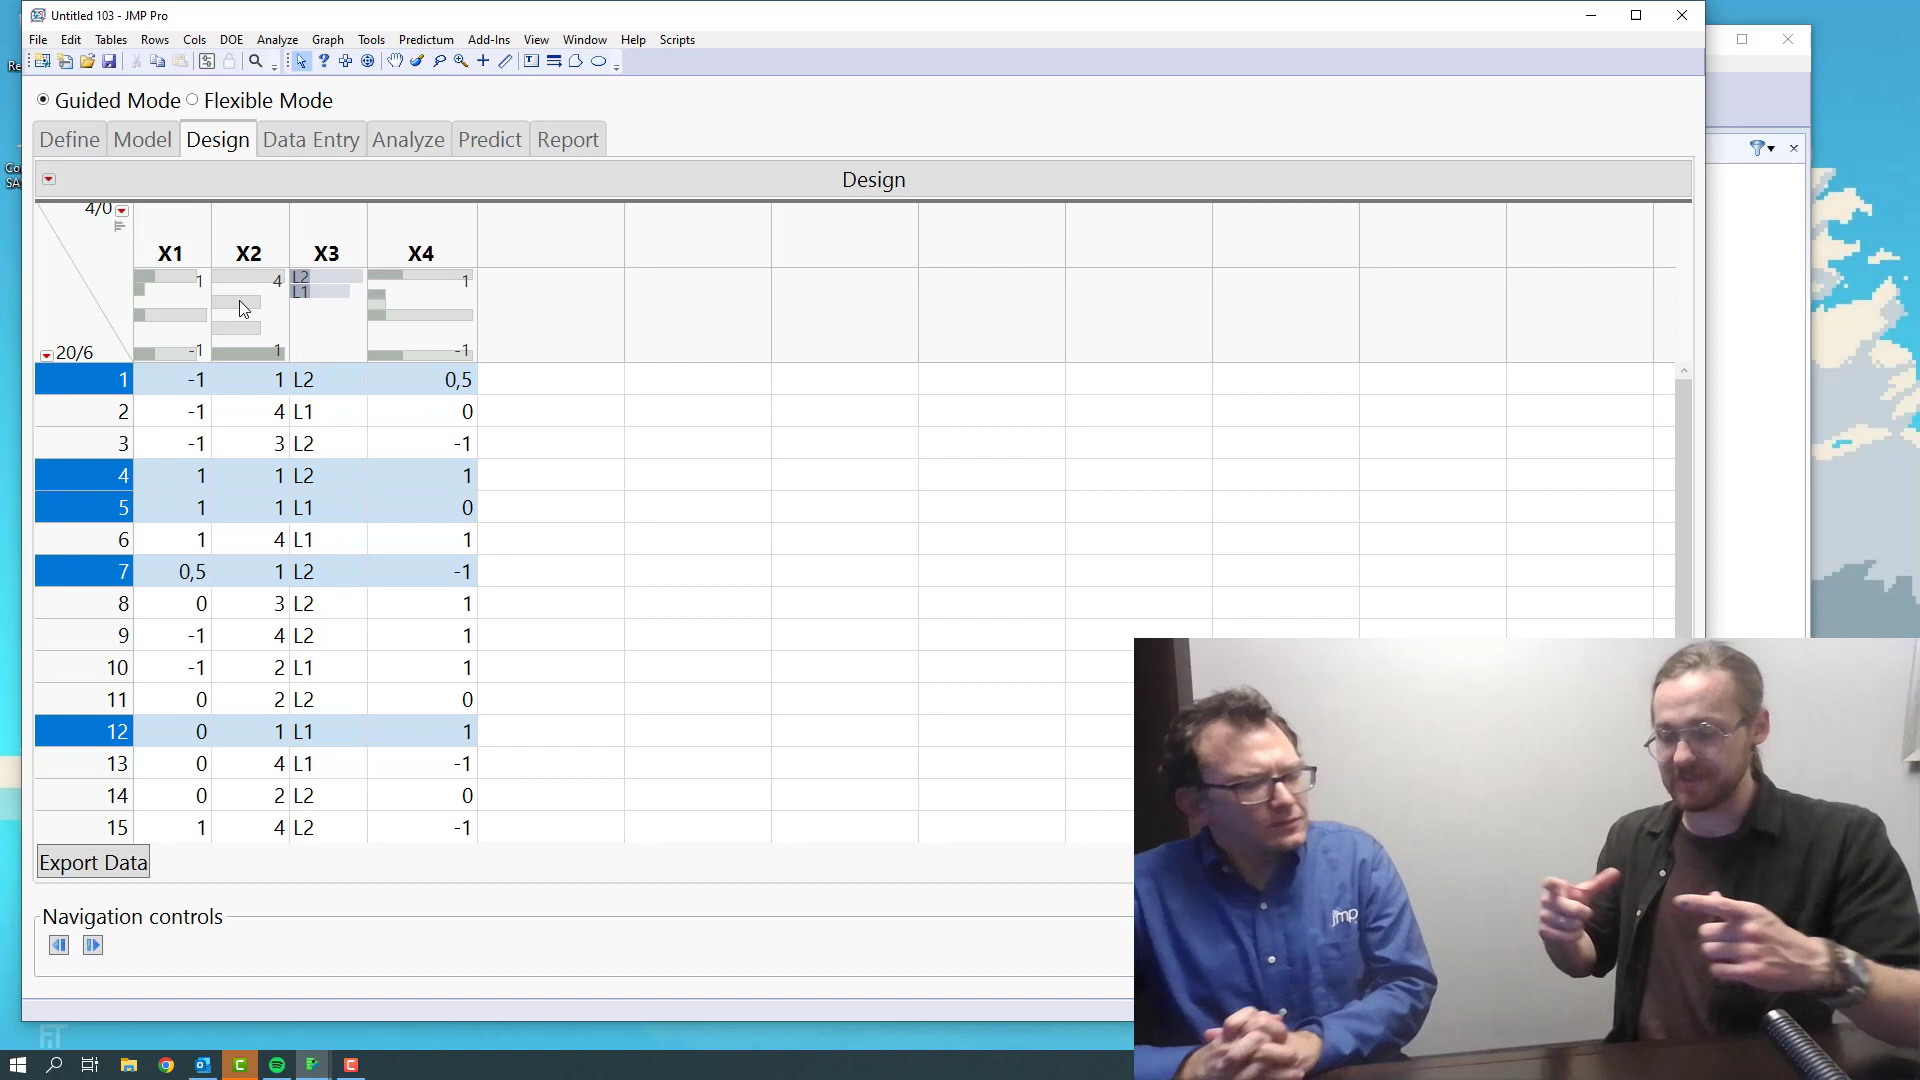 Untitled 103 - JMP Pro
File Edit Tables Rows Cols DOE Analyze Graph Tools Predictum Add-Ins View Window Help Scripts
Guided Mode Flexible Mode
Define Model Design Data Entry Analyze Predict Report
Design
4/0
X1 X2 X3 X4
1 4 L2 1
L1
20/6 -1 1 -1
1 -1 1 L2 0,5
2 -1 4 L1 0
3 -1 3 L2 -1
4 1 1 L2 1
5 1 1 L1 0
6 1 4 L1 1
7 0,5 1 L2 -1
8 0 3 L2 1
9 -1 4 L2 1
10 -1 2 L1 1
11 0 2 L2 0
12 0 1 L1 1
13 0 4 L1 -1
14 0 2 L2 0
15 1 4 L2 -1
Export Data
Navigation controls
jmp
Re
Co
SA